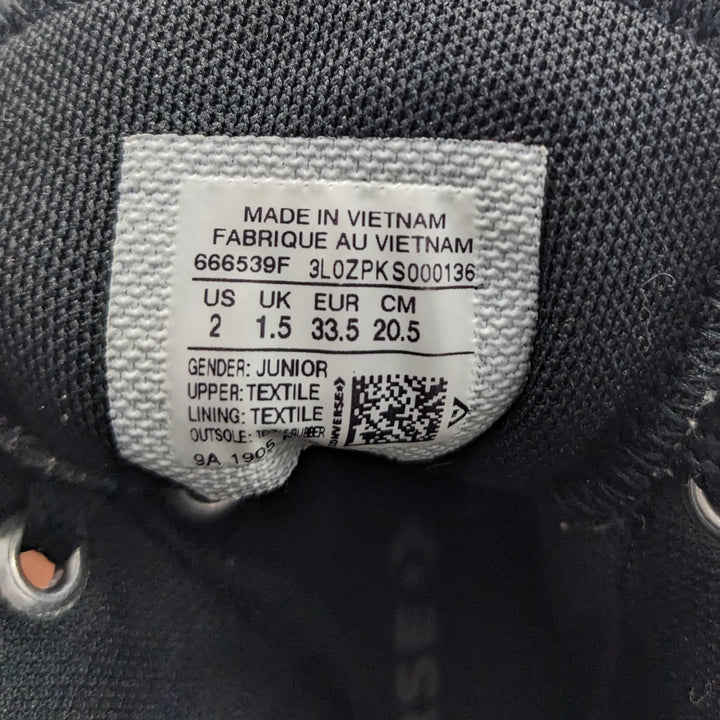 MADE IN VIETNAM
FABRIQUE AU VIETNAM
666539F 3L0ZPKS000136
US UK EUR CM
2 1.5 33.5 20.5
GENDER: JUNIOR
UPPER: TEXTILE
LINING: TEXTILE
OUTSOLE:
9A 1905
CONVERSE